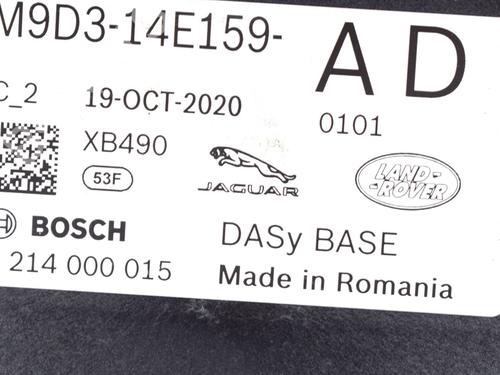 M9D3-14E159-
A D
C_2
19-OCT-2020
0101
XB490
53F
JAGUAR
LAND-
-ROVER
BOSCH
DASy BASE
214 000 015
Made in Romania